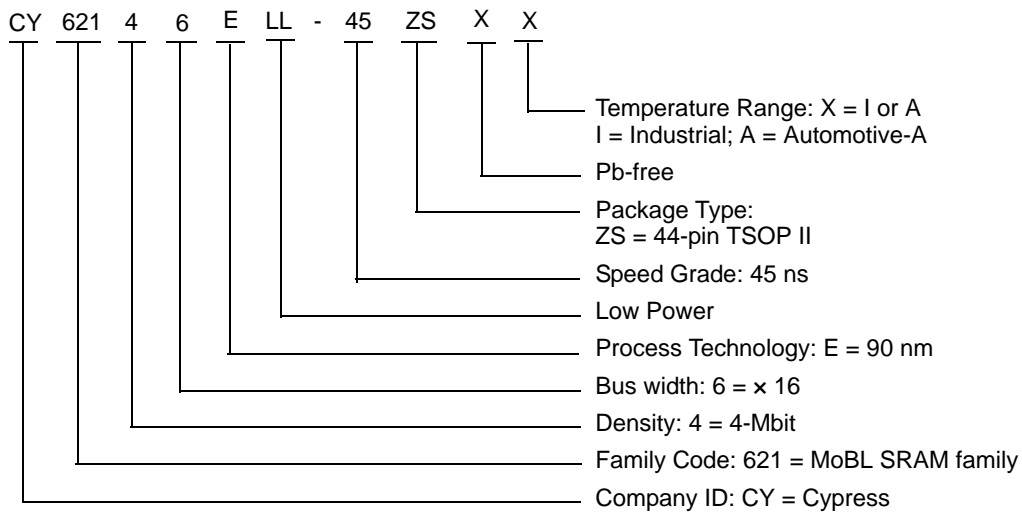 CY 621 4 6 E LL - 45 ZS X X
Temperature Range: X = I or A
I = Industrial; A = Automotive-A
Pb-free
Package Type:
ZS = 44-pin TSOP II
Speed Grade: 45 ns
Low Power
Process Technology: E = 90 nm
Bus width: 6 = × 16
Density: 4 = 4-Mbit
Family Code: 621 = MoBL SRAM family
Company ID: CY = Cypress